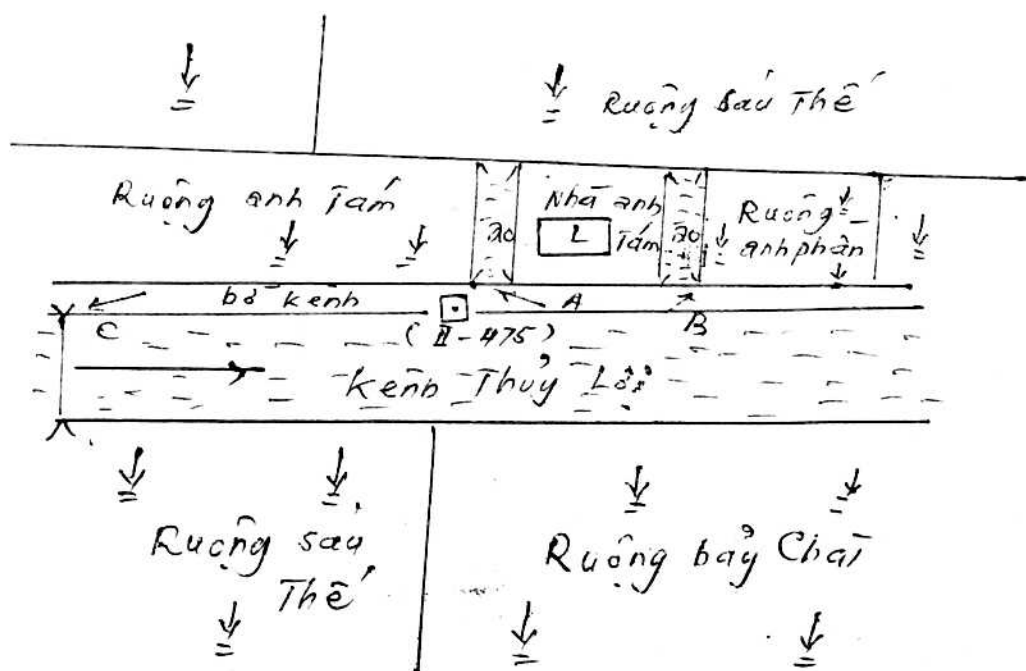 Ruộng sáu Thế
Ruộng anh Tám
ao
Nhà anh
L
Tám
ao
Ruộng
anh phản
bờ kênh
A
B
C
(II-475)
Kênh Thủy Lợi
Ruộng sáu
Thế
Ruộng bảy Chai